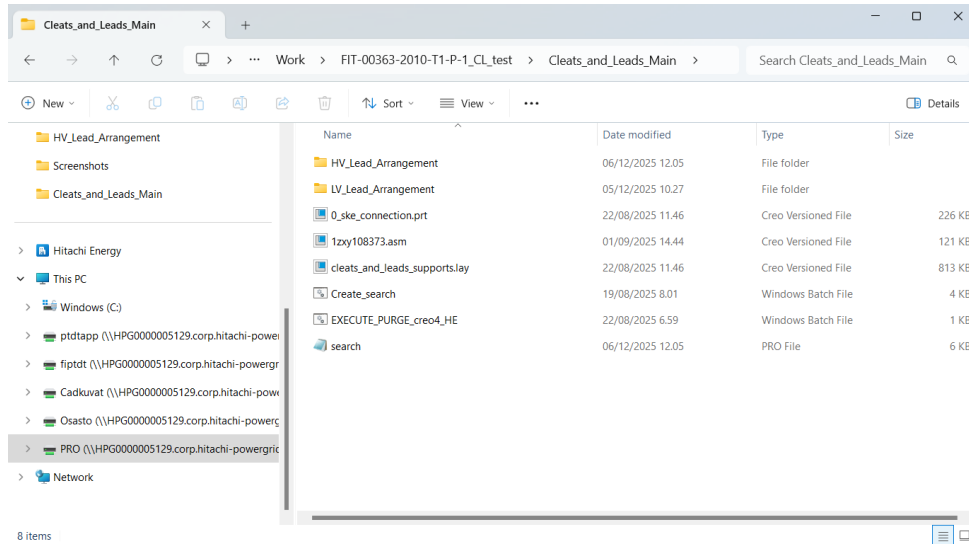 Cleats_and_Leads_Main
Work > FIT-00363-2010-T1-P-1_CL_test > Cleats_and_Leads_Main >
Search Cleats_and_Leads_Main
New
Sort
View
Details
HV_Lead_Arrangement
Screenshots
Cleats_and_Leads_Main
Hitachi Energy
This PC
Windows (C:)
ptdtapp (\\HPG0000005129.corp.hitachi-power
fiptdt (\\HPG0000005129.corp.hitachi-powergr
Cadkuvat (\\HPG0000005129.corp.hitachi-powe
Osasto (\\HPG0000005129.corp.hitachi-powerg
PRO (\\HPG0000005129.corp.hitachi-powergric
Network
Name Date modified Type Size
HV_Lead_Arrangement 06/12/2025 12.05 File folder
LV_Lead_Arrangement 05/12/2025 10.27 File folder
0_ske_connection.prt 22/08/2025 11.46 Creo Versioned File 226 KB
1zxy108373.asm 01/09/2025 14.44 Creo Versioned File 121 KB
cleats_and_leads_supports.lay 22/08/2025 11.46 Creo Versioned File 813 KB
Create_search 19/08/2025 8.01 Windows Batch File 4 KB
EXECUTE_PURGE_creo4_HE 22/08/2025 6.59 Windows Batch File 1 KB
search 06/12/2025 12.05 PRO File 6 KB
8 items